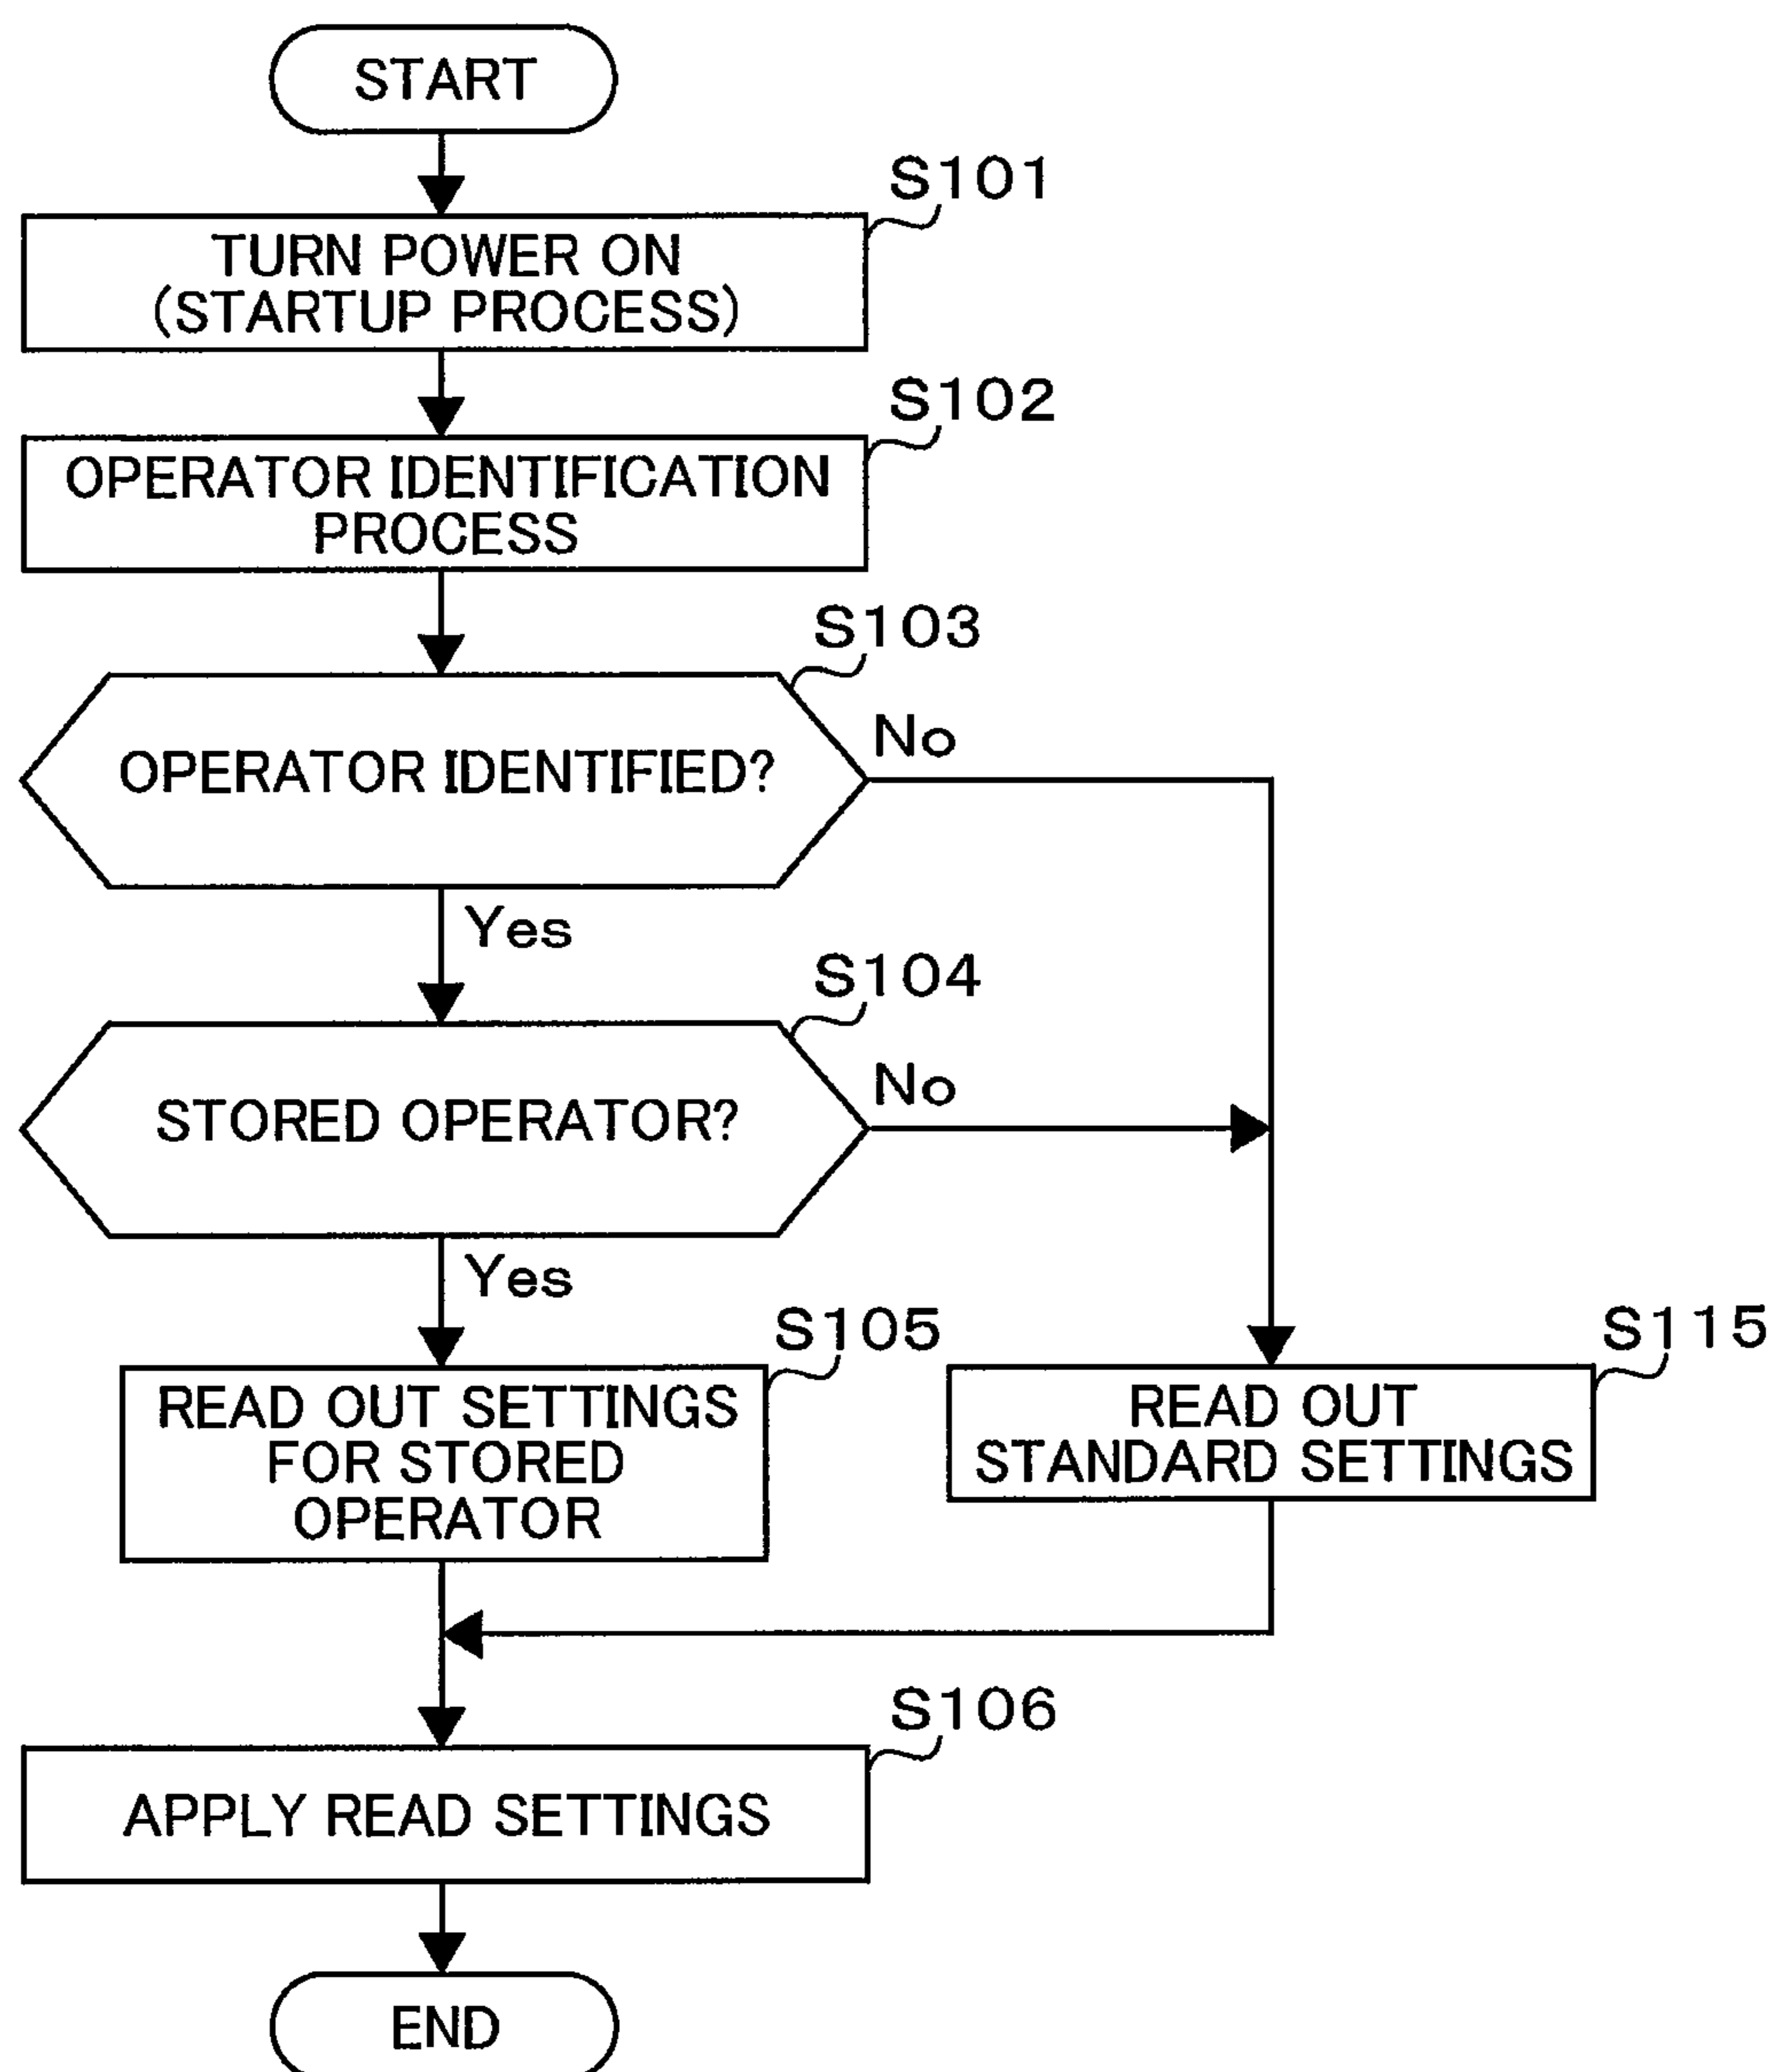 START
S101
TURN POWER ON
(STARTUP PROCESS)
S102
OPERATOR IDENTIFICATION
PROCESS
S103
OPERATOR IDENTIFIED?
No
Yes
S104
STORED OPERATOR?
No
Yes
S105
READ OUT SETTINGS
FOR STORED
OPERATOR
S115
READ OUT
STANDARD SETTINGS
S106
APPLY READ SETTINGS
END